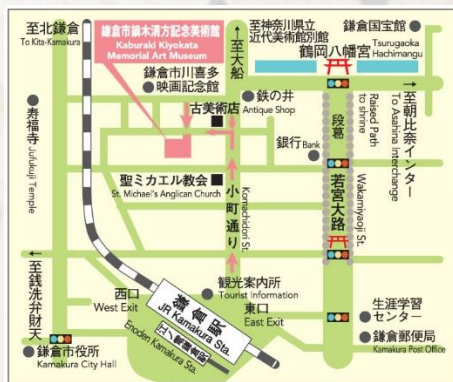 至北鎌倉
To Kita-Kamakura
鎌倉市鏑木清方記念美術館
Kaburaki Kiyokata
Memorial Art Museum
至大船
至神奈川県立
近代美術館別館
鎌倉国宝館
鶴岡八幡宮
Tsurugaoka
Hachimangu
鎌倉市川喜多
映画記念館
鉄の井
古美術店
Antique Shop
寿福寺
Jufukuji Temple
銀行 Bank
段葛
Raised Path
to shrine
至朝比奈インター
To Asahina Interchange
聖ミカエル教会
St. Michael's Anglican Church
小町通り
Komachidori St.
若宮大路
Wakamiyaoji St.
至銭洗弁財天
西口
West Exit
鎌倉駅
JR Kamakura Sta.
江ノ電鎌倉駅
Enoden Kamakura Sta.
観光案内所
Tourist Information
東口
East Exit
生涯学習
センター
鎌倉郵便局
Kamakura Post Office
鎌倉市役所
Kamakura City Hall